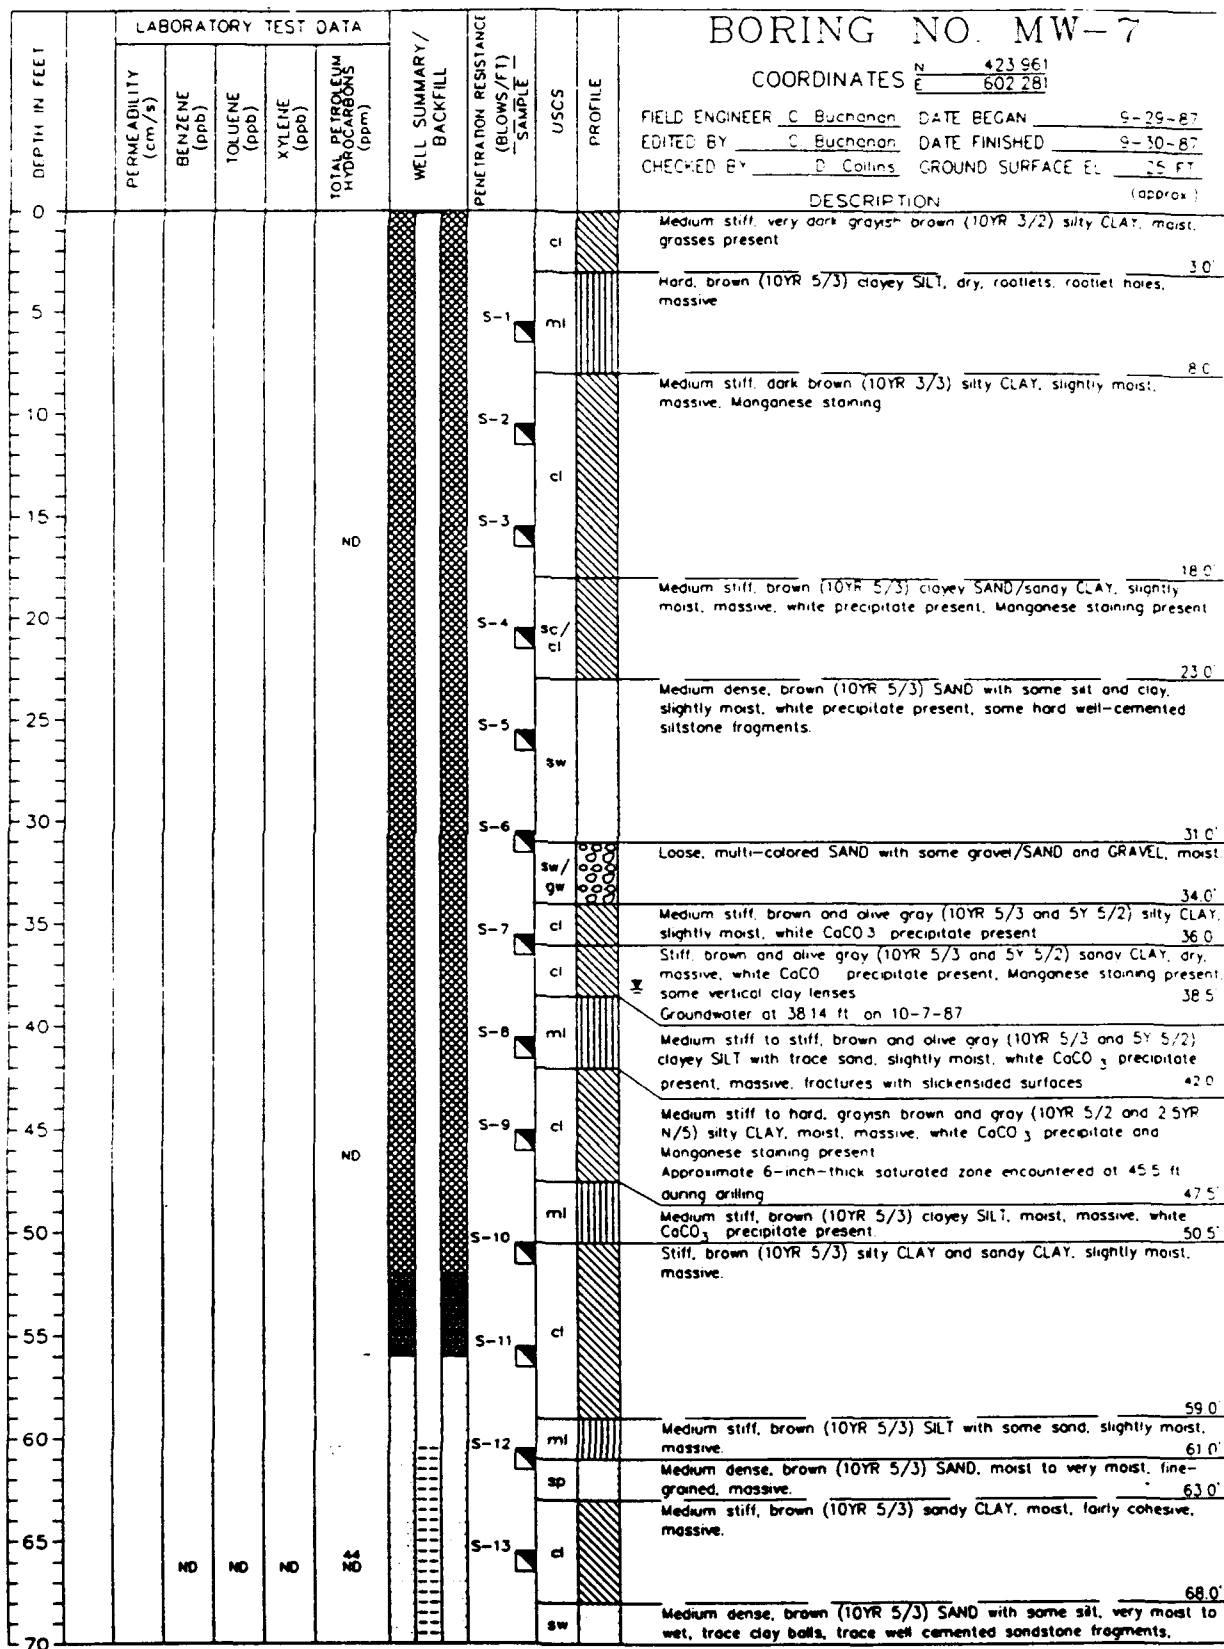 BORING NO. MW-7
COORDINATES N 423 961
E 602 281
FIELD ENGINEER C Buchanan DATE BEGAN 9-29-87
EDITED BY C. Buchanan DATE FINISHED 9-30-87
CHECKED BY D Collins GROUND SURFACE EL 25 FT
(approx)
DESCRIPTION
LABORATORY TEST DATA
DEPTH IN FEET
PERMEABILITY
(cm/s)
BENZENE
(ppb)
TOLUENE
(ppb)
XYLENE
(ppb)
TOTAL PETROLEUM
HYDROCARBONS
(ppm)
WELL SUMMARY/
BACKFILL
PENETRATION RESISTANCE
(BLOWS/FT)
SAMPLE
USCS
PROFILE
0
cl
Medium stiff, very dark grayish brown (10YR 3/2) silty CLAY, moist,
grasses present
3.0'
5
S-1
ml
Hard, brown (10YR 5/3) clayey SILT, dry, rootlets, rootlet holes,
massive
8.0
10
S-2
cl
Medium stiff, dark brown (10YR 3/3) silty CLAY, slightly moist,
massive, Manganese staining
15
S-3
ND
18.0'
20
S-4
sc/
cl
Medium stiff, brown (10YR 5/3) clayey SAND/sandy CLAY, slightly
moist, massive, white precipitate present, Manganese staining present
23.0'
25
S-5
sw
Medium dense, brown (10YR 5/3) SAND with some silt and clay,
slightly moist, white precipitate present, some hard well-cemented
siltstone fragments.
30
S-6
31.0'
sw/
gw
Loose, multi-colored SAND with some gravel/SAND and GRAVEL, moist
34.0'
35
S-7
cl
Medium stiff, brown and olive gray (10YR 5/3 and 5Y 5/2) silty CLAY,
slightly moist, white CaCO3 precipitate present
36.0
cl
Stiff, brown and olive gray (10YR 5/3 and 5Y 5/2) sandy CLAY, dry,
massive, white CaCO precipitate present, Manganese staining present,
some vertical clay lenses
38.5'
Groundwater at 38.14 ft on 10-7-87
40
S-8
ml
Medium stiff to stiff, brown and olive gray (10YR 5/3 and 5Y 5/2)
clayey SILT with trace sand, slightly moist, white CaCO3 precipitate
present, massive, fractures with slickensided surfaces
42.0
45
S-9
cl
ND
Medium stiff to hard, grayish brown and gray (10YR 5/2 and 2.5YR
N/5) silty CLAY, moist, massive, white CaCO3 precipitate and
Manganese staining present
Approximate 6-inch-thick saturated zone encountered at 45.5 ft
during drilling
47.5'
50
S-10
ml
Medium stiff, brown (10YR 5/3) clayey SILT, moist, massive, white
CaCO3 precipitate present.
50.5'
55
S-11
cl
Stiff, brown (10YR 5/3) silty CLAY and sandy CLAY, slightly moist,
massive.
59.0'
60
S-12
ml
Medium stiff, brown (10YR 5/3) SILT with some sand, slightly moist,
massive.
61.0'
sp
Medium dense, brown (10YR 5/3) SAND, moist to very moist, fine-
grained, massive.
63.0'
65
S-13
cl
ND ND ND
ND
Medium stiff, brown (10YR 5/3) sandy CLAY, moist, fairly cohesive,
massive.
68.0'
sw
Medium dense, brown (10YR 5/3) SAND with some silt, very moist to
wet, trace clay balls, trace well cemented sandstone fragments,
70